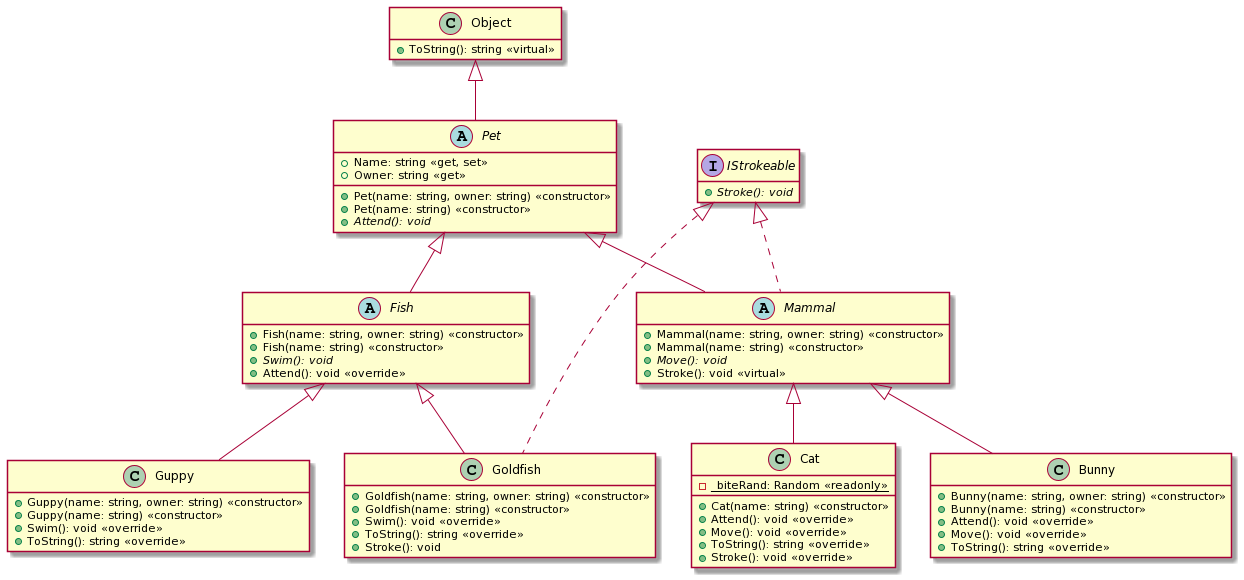 C Object
ToString(): string «virtual»
A Pet
Name: string «get, set»
Owner: string «get»
Pet(name: string, owner: string) «constructor»
Pet(name: string) «constructor»
Attend(): void
I IStrokeable
Stroke(): void
A Fish
Fish(name: string, owner: string) «constructor»
Fish(name: string) «constructor»
Swim(): void
Attend(): void «override»
A Mammal
Mammal(name: string, owner: string) «constructor»
Mammal(name: string) «constructor»
Move(): void
Stroke(): void «virtual»
C Guppy
Guppy(name: string, owner: string) «constructor»
Guppy(name: string) «constructor»
Swim(): void «override»
ToString(): string «override»
C Goldfish
Goldfish(name: string, owner: string) «constructor»
Goldfish(name: string) «constructor»
Swim(): void «override»
ToString(): string «override»
Stroke(): void
C Cat
_biteRand: Random «readonly»
Cat(name: string) «constructor»
Attend(): void «override»
Move(): void «override»
ToString(): string «override»
Stroke(): void «override»
C Bunny
Bunny(name: string, owner: string) «constructor»
Bunny(name: string) «constructor»
Attend(): void «override»
Move(): void «override»
ToString(): string «override»